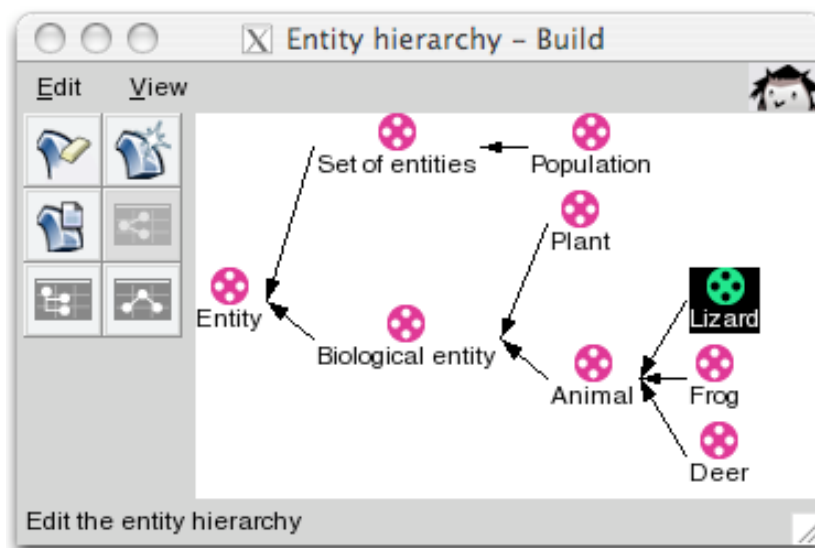 Entity hierarchy – Build
Edit View
Set of entities
Population
Plant
Entity
Lizard
Biological entity
Animal
Frog
Deer
Edit the entity hierarchy